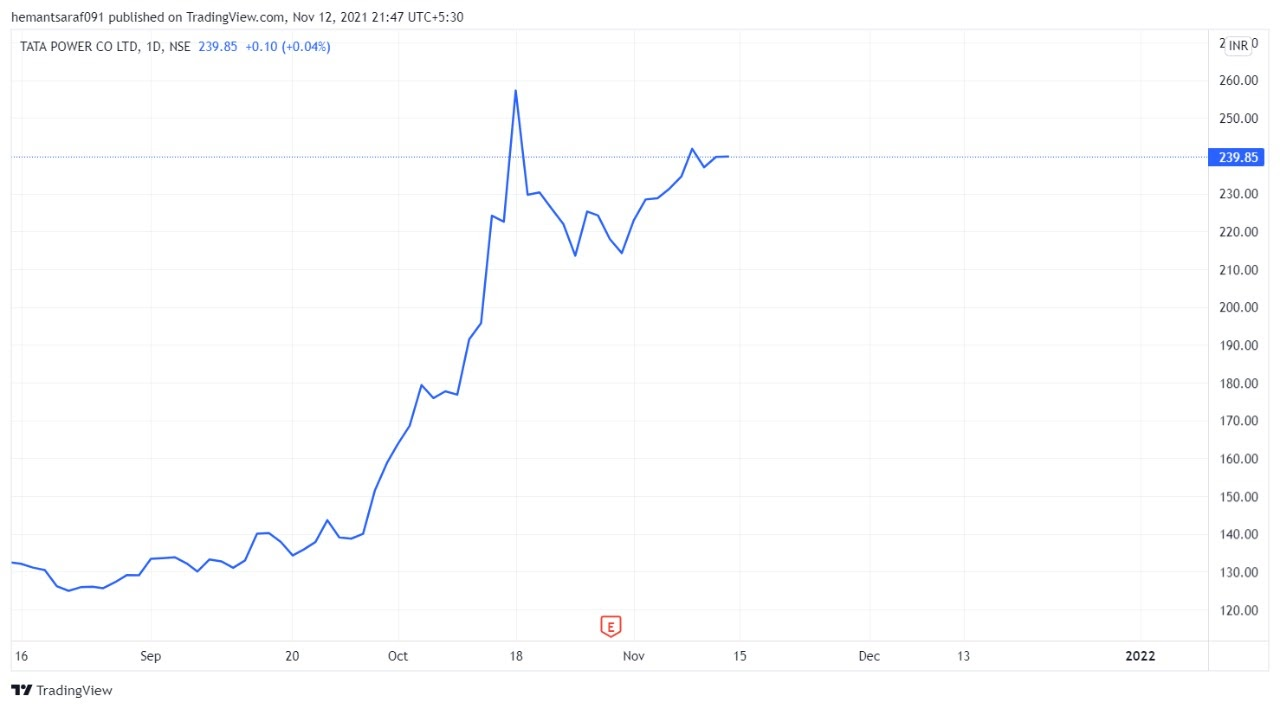 hemantsaraf091 published on TradingView.com, Nov 12, 2021 21:47 UTC+5:30
TATA POWER CO LTD, 1D, NSE 239.85 +0.10 (+0.04%)
INR
260.00
250.00
239.85
230.00
220.00
210.00
200.00
190.00
180.00
170.00
160.00
150.00
140.00
130.00
120.00
E
16 Sep 20 Oct 18 Nov 15 Dec 13 2022
TradingView